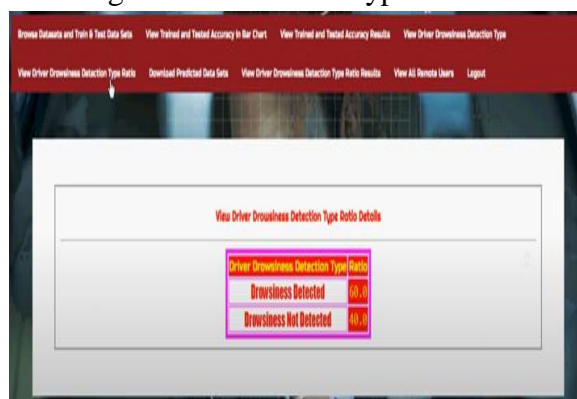 Browse Datasets and Train & Test Data Sets View Trained and Tested Accuracy in Bar Chart View Trained and Tested Accuracy Results View Driver Drowsiness Detection Type
View Driver Drowsiness Detection Type Ratio Download Predicted Data Sets View Driver Drowsiness Detection Type Ratio Results View All Remote Users Logout
View Driver Drowsiness Detection Type Ratio Details
Driver Drowsiness Detection Type Ratio
Drowsiness Detected 60.0
Drowsiness Not Detected 40.0